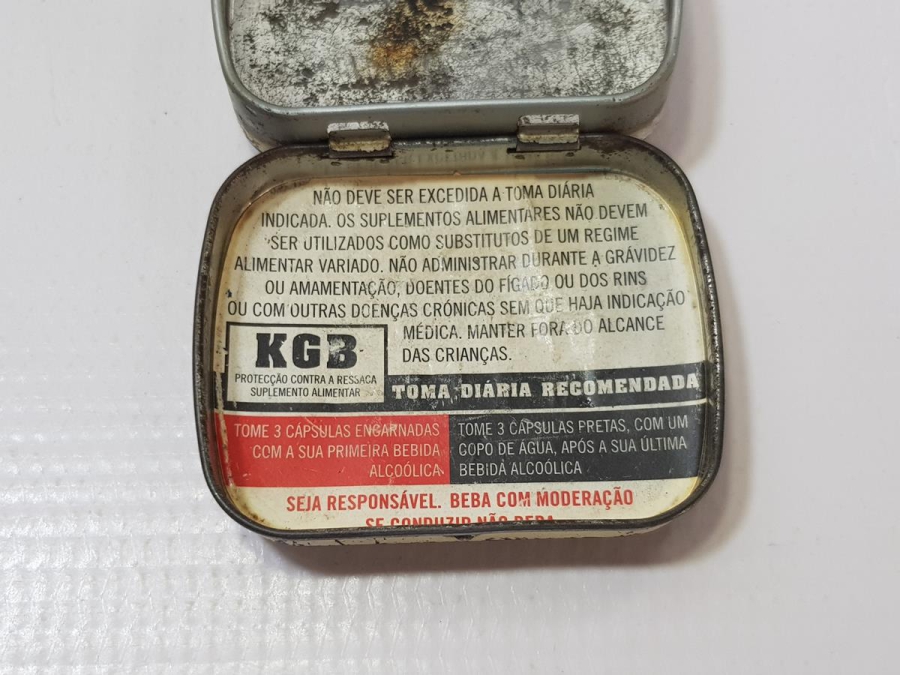 NÃO DEVE SER EXCEDIDA A TOMA DIÁRIA
INDICADA. OS SUPLEMENTOS ALIMENTARES NÃO DEVEM
SER UTILIZADOS COMO SUBSTITUTOS DE UM REGIME
ALIMENTAR VARIADO. NÃO ADMINISTRAR DURANTE A GRÁVIDEZ
OU AMAMENTAÇÃO, DOENTES DO FÍGADO OU DOS RINS
OU COM OUTRAS DOENÇAS CRÓNICAS SEM QUE HAJA INDICAÇÃO
MÉDICA. MANTER FORA DO ALCANCE
DAS CRIANÇAS.
KGB
PROTECÇÃO CONTRA A RESSACA
SUPLEMENTO ALIMENTAR
TOMA DIÁRIA RECOMENDADA
TOME 3 CÁPSULAS ENCARNADAS
COM A SUA PRIMEIRA BEBIDA
ALCOÓLICA
TOME 3 CÁPSULAS PRETAS, COM UM
COPO DE ÁGUA, APÓS A SUA ÚLTIMA
BEBIDA ALCOÓLICA
SEJA RESPONSÁVEL. BEBA COM MODERAÇÃO
SE CONDUZIR NÃO BEBA